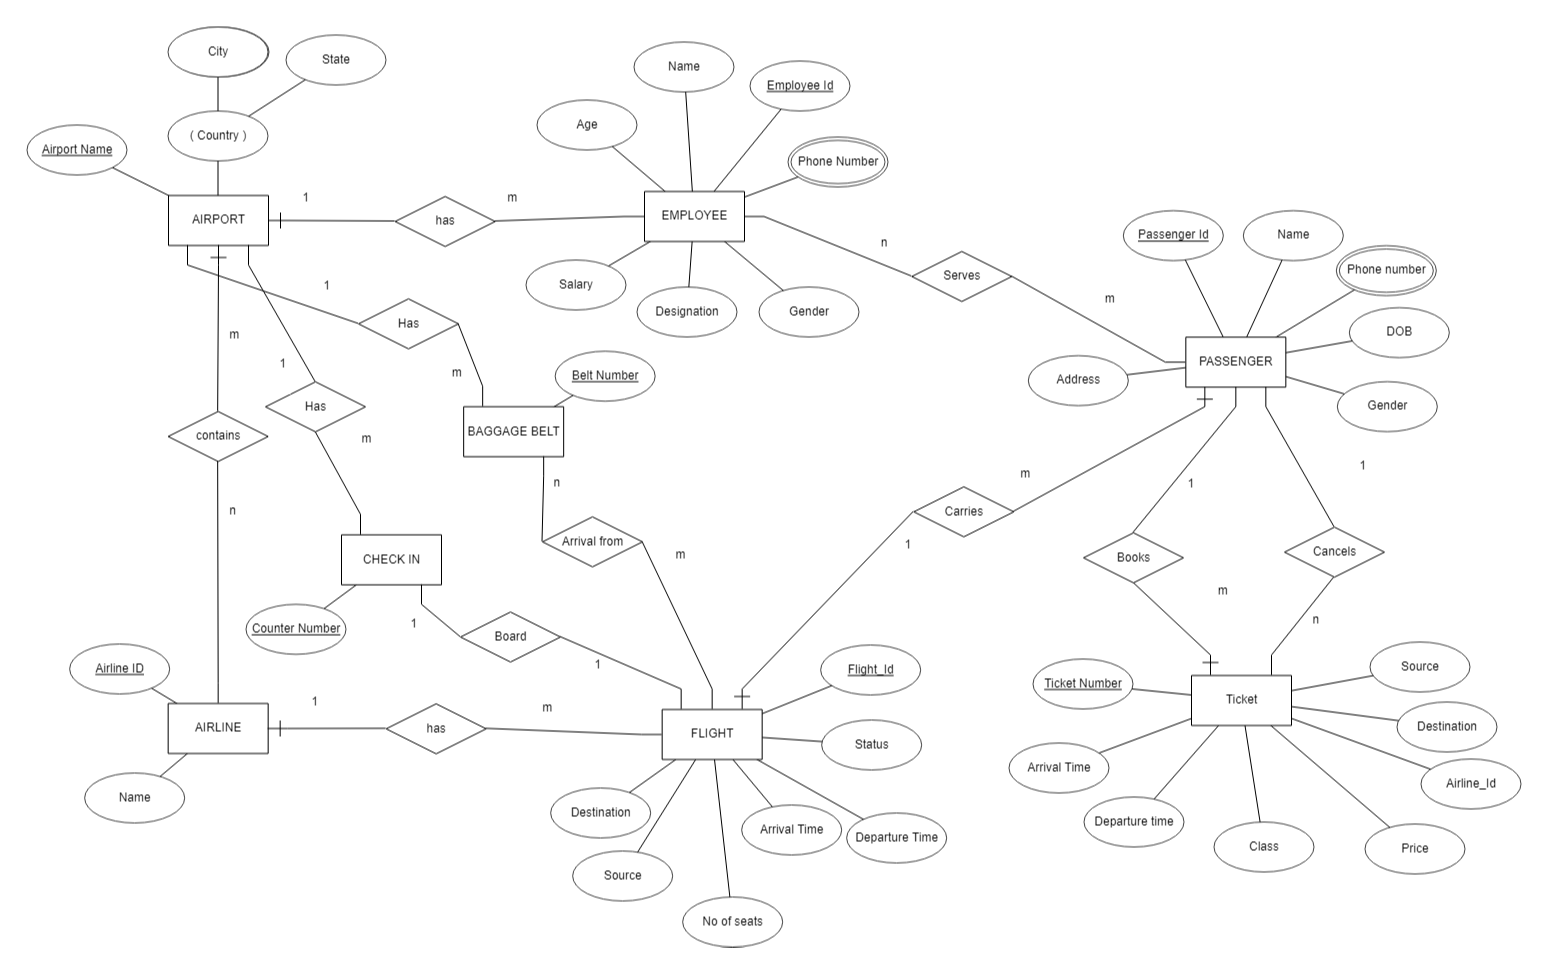 City
State
( Country )
Airport Name
AIRPORT
1
has
m
Name
Employee Id
Age
Phone Number
EMPLOYEE
Salary
Designation
Gender
n
Serves
m
Passenger Id
Name
Phone number
DOB
Gender
Address
PASSENGER
1
Has
m
m
contains
n
1
Has
m
Belt Number
BAGGAGE BELT
n
Arrival from
m
CHECK IN
Counter Number
1
Board
1
m
Carries
1
1
Books
m
1
Cancels
n
Airline ID
AIRLINE
Name
1
has
m
FLIGHT
Flight_Id
Status
Destination
Source
No of seats
Arrival Time
Departure Time
Ticket Number
Ticket
Source
Destination
Airline_Id
Arrival Time
Departure time
Class
Price